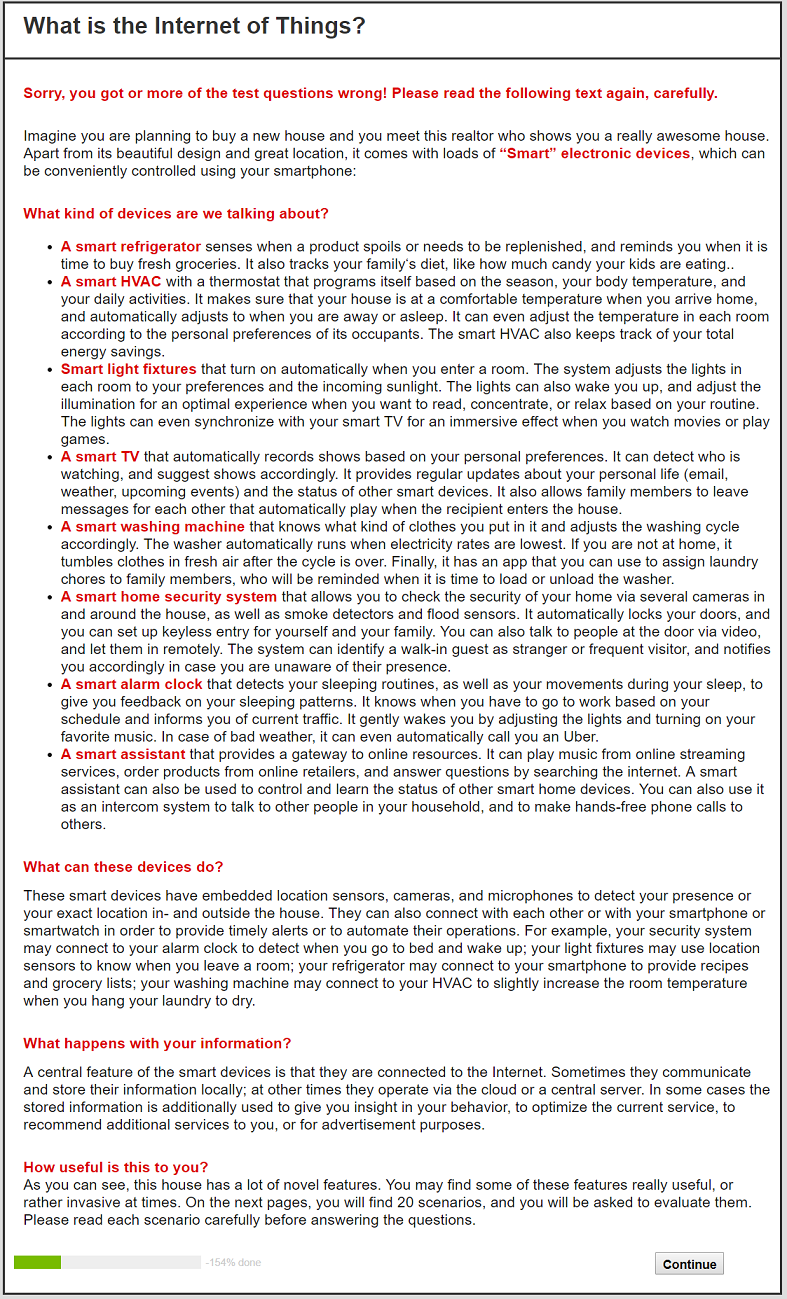 What is the Internet of Things?
Sorry, you got or more of the test questions wrong! Please read the following text again, carefully.
Imagine you are planning to buy a new house and you meet this realtor who shows you a really awesome house.
Apart from its beautiful design and great location, it comes with loads of “Smart” electronic devices, which can
be conveniently controlled using your smartphone:
What kind of devices are we talking about?
• A smart refrigerator senses when a product spoils or needs to be replenished, and reminds you when it is
time to buy fresh groceries. It also tracks your family‘s diet, like how much candy your kids are eating..
• A smart HVAC with a thermostat that programs itself based on the season, your body temperature, and
your daily activities. It makes sure that your house is at a comfortable temperature when you arrive home,
and automatically adjusts to when you are away or asleep. It can even adjust the temperature in each room
according to the personal preferences of its occupants. The smart HVAC also keeps track of your total
energy savings.
• Smart light fixtures that turn on automatically when you enter a room. The system adjusts the lights in
each room to your preferences and the incoming sunlight. The lights can also wake you up, and adjust the
illumination for an optimal experience when you want to read, concentrate, or relax based on your routine.
The lights can even synchronize with your smart TV for an immersive effect when you watch movies or play
games.
• A smart TV that automatically records shows based on your personal preferences. It can detect who is
watching, and suggest shows accordingly. It provides regular updates about your personal life (email,
weather, upcoming events) and the status of other smart devices. It also allows family members to leave
messages for each other that automatically play when the recipient enters the house.
• A smart washing machine that knows what kind of clothes you put in it and adjusts the washing cycle
accordingly. The washer automatically runs when electricity rates are lowest. If you are not at home, it
tumbles clothes in fresh air after the cycle is over. Finally, it has an app that you can use to assign laundry
chores to family members, who will be reminded when it is time to load or unload the washer.
• A smart home security system that allows you to check the security of your home via several cameras in
and around the house, as well as smoke detectors and flood sensors. It automatically locks your doors, and
you can set up keyless entry for yourself and your family. You can also talk to people at the door via video,
and let them in remotely. The system can identify a walk-in guest as stranger or frequent visitor, and notifies
you accordingly in case you are unaware of their presence.
• A smart alarm clock that detects your sleeping routines, as well as your movements during your sleep, to
give you feedback on your sleeping patterns. It knows when you have to go to work based on your
schedule and informs you of current traffic. It gently wakes you by adjusting the lights and turning on your
favorite music. In case of bad weather, it can even automatically call you an Uber.
• A smart assistant that provides a gateway to online resources. It can play music from online streaming
services, order products from online retailers, and answer questions by searching the internet. A smart
assistant can also be used to control and learn the status of other smart home devices. You can also use it
as an intercom system to talk to other people in your household, and to make hands-free phone calls to
others.
What can these devices do?
These smart devices have embedded location sensors, cameras, and microphones to detect your presence or
your exact location in- and outside the house. They can also connect with each other or with your smartphone or
smartwatch in order to provide timely alerts or to automate their operations. For example, your security system
may connect to your alarm clock to detect when you go to bed and wake up; your light fixtures may use location
sensors to know when you leave a room; your refrigerator may connect to your smartphone to provide recipes
and grocery lists; your washing machine may connect to your HVAC to slightly increase the room temperature
when you hang your laundry to dry.
What happens with your information?
A central feature of the smart devices is that they are connected to the Internet. Sometimes they communicate
and store their information locally; at other times they operate via the cloud or a central server. In some cases the
stored information is additionally used to give you insight in your behavior, to optimize the current service, to
recommend additional services to you, or for advertisement purposes.
How useful is this to you?
As you can see, this house has a lot of novel features. You may find some of these features really useful, or
rather invasive at times. On the next pages, you will find 20 scenarios, and you will be asked to evaluate them.
Please read each scenario carefully before answering the questions.
-154% done
Continue